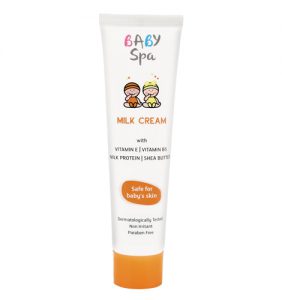 BABY
Spa
MILK CREAM
with
VITAMIN E | VITAMIN B5
MILK PROTEIN | SHEA BUTTER
Safe for
baby's skin
Dermatologically Tested
Non Irritant
Paraben Free